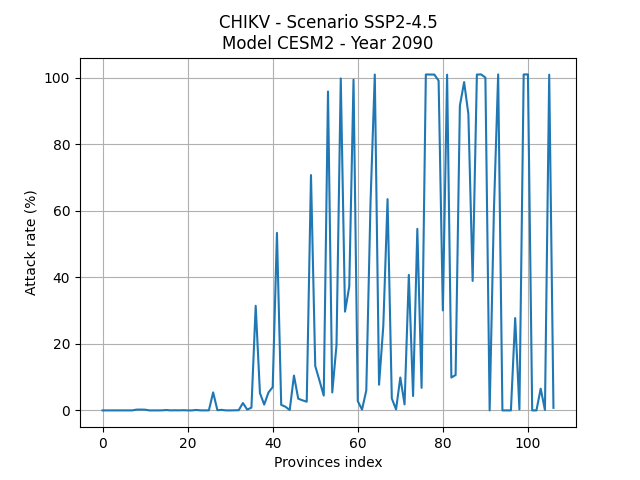 CHIKV - Scenario SSP2-4.5
Model CESM2 - Year 2090
Attack rate (%)
100
80
60
40
20
0
0 20 40 60 80 100
Provinces index